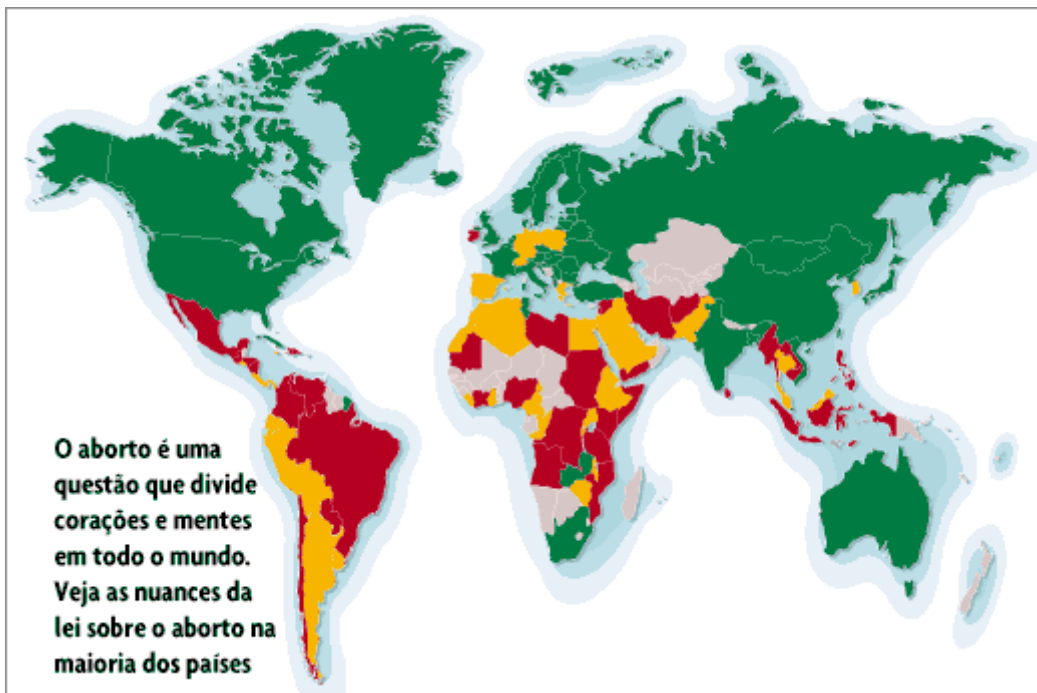 O aborto é uma
questão que divide
corações e mentes
em todo o mundo.
Veja as nuances da
lei sobre o aborto na
maioria dos países